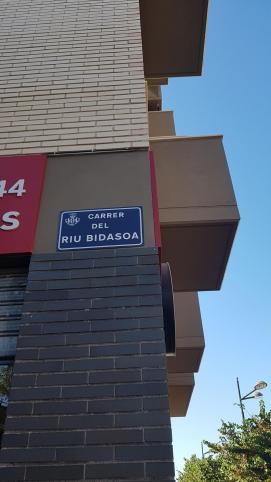 44
S
CARRER
DEL
RIU BIDASOA